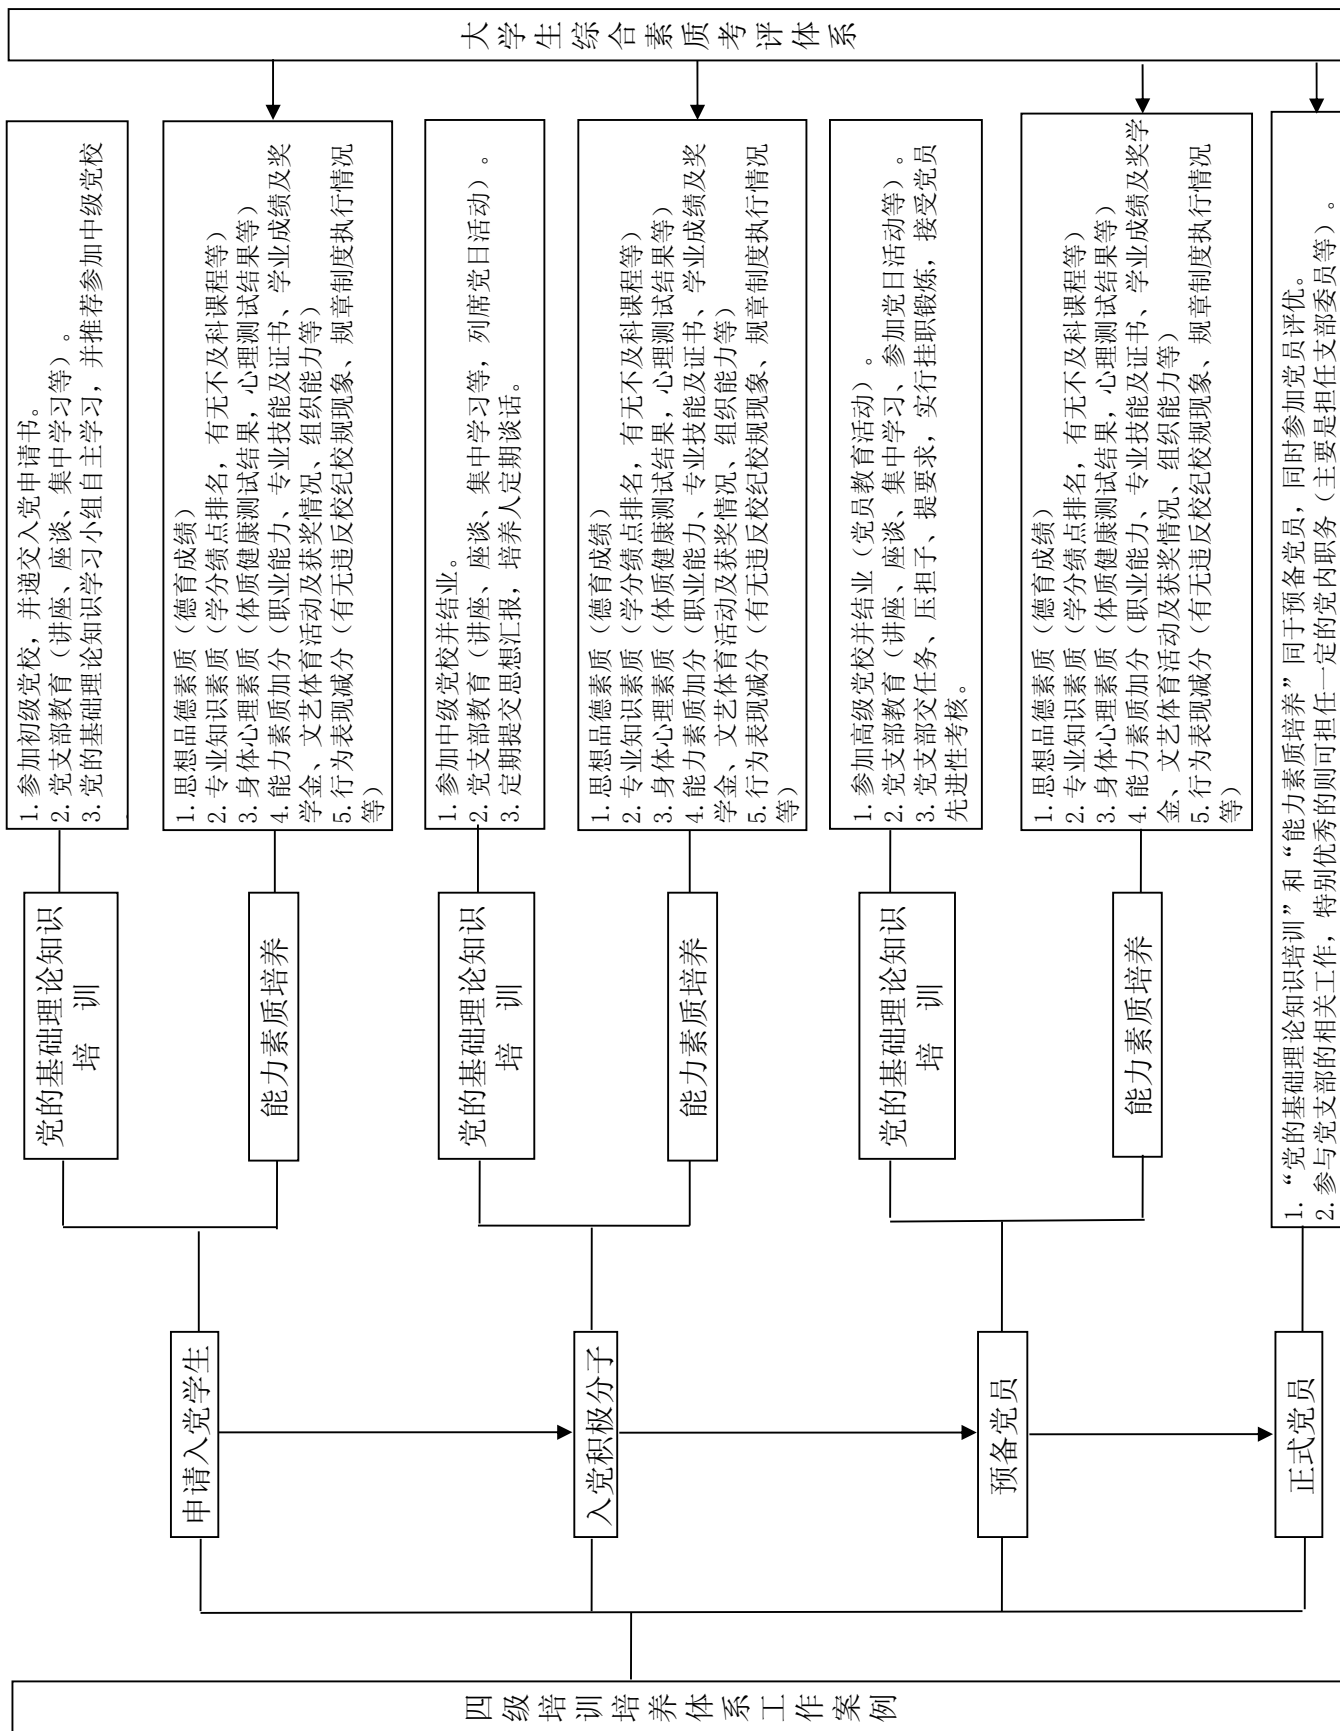 四级培训培养体系工作案例
申请入党学生
党的基础理论知识
培 训
1.参加初级党校，并递交入党申请书。
2.党支部教育（讲座、座谈、集中学习等）。
3.党的基础理论知识学习小组自主学习，并推荐参加中级党校
能力素质培养
1.思想品德素质（德育成绩）
2.专业知识素质（学分绩点排名，有无不及科课程等）
3.身体心理素质（体质健康测试结果，心理测试结果等）
4.能力素质加分（职业能力、专业技能及证书、学业成绩及奖
学金、文艺体育活动及获奖情况、组织能力等）
5.行为表现减分（有无违反校纪校规现象、规章制度执行情况
等）
入党积极分子
党的基础理论知识
培 训
1.参加中级党校并结业。
2.党支部教育（讲座、座谈、集中学习等，列席党日活动）。
3.定期提交思想汇报，培养人定期谈话。
能力素质培养
1.思想品德素质（德育成绩）
2.专业知识素质（学分绩点排名，有无不及科课程等）
3.身体心理素质（体质健康测试结果，心理测试结果等）
4.能力素质加分（职业能力、专业技能及证书、学业成绩及奖
学金、文艺体育活动及获奖情况、组织能力等）
5.行为表现减分（有无违反校纪校规现象、规章制度执行情况
等）
预备党员
党的基础理论知识
培 训
1.参加高级党校并结业（党员教育活动）。
2.党支部教育（讲座、座谈、集中学习、参加党日活动等）。
3.党支部交任务、压担子、提要求，实行挂职锻炼，接受党员
先进性考核。
能力素质培养
1.思想品德素质（德育成绩）
2.专业知识素质（学分绩点排名，有无不及科课程等）
3.身体心理素质（体质健康测试结果，心理测试结果等）
4.能力素质加分（职业能力、专业技能及证书、学业成绩及奖学
金、文艺体育活动及获奖情况、组织能力等）
5.行为表现减分（有无违反校纪校规现象、规章制度执行情况
等）
正式党员
1.“党的基础理论知识培训”和“能力素质培养”同于预备党员，同时参加党员评优。
2.参与党支部的相关工作，特别优秀的则可担任一定的党内职务（主要是担任支部委员等）。
大学生综合素质考评体系